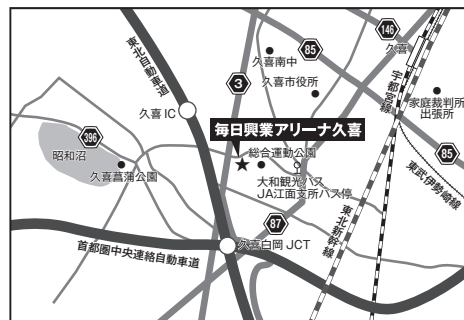 146
久喜
85
久喜南中
東北自動車道
3
久喜市役所
宇都宮線
家庭裁判所
出張所
久喜IC
毎日興業アリーナ久喜
396
昭和沼
久喜菖蒲公園
総合運動公園
85
大和観光バス
JA江面支所バス停
東武伊勢崎線
87
東北新幹線
久喜白岡JCT
首都圏中央連絡自動車道